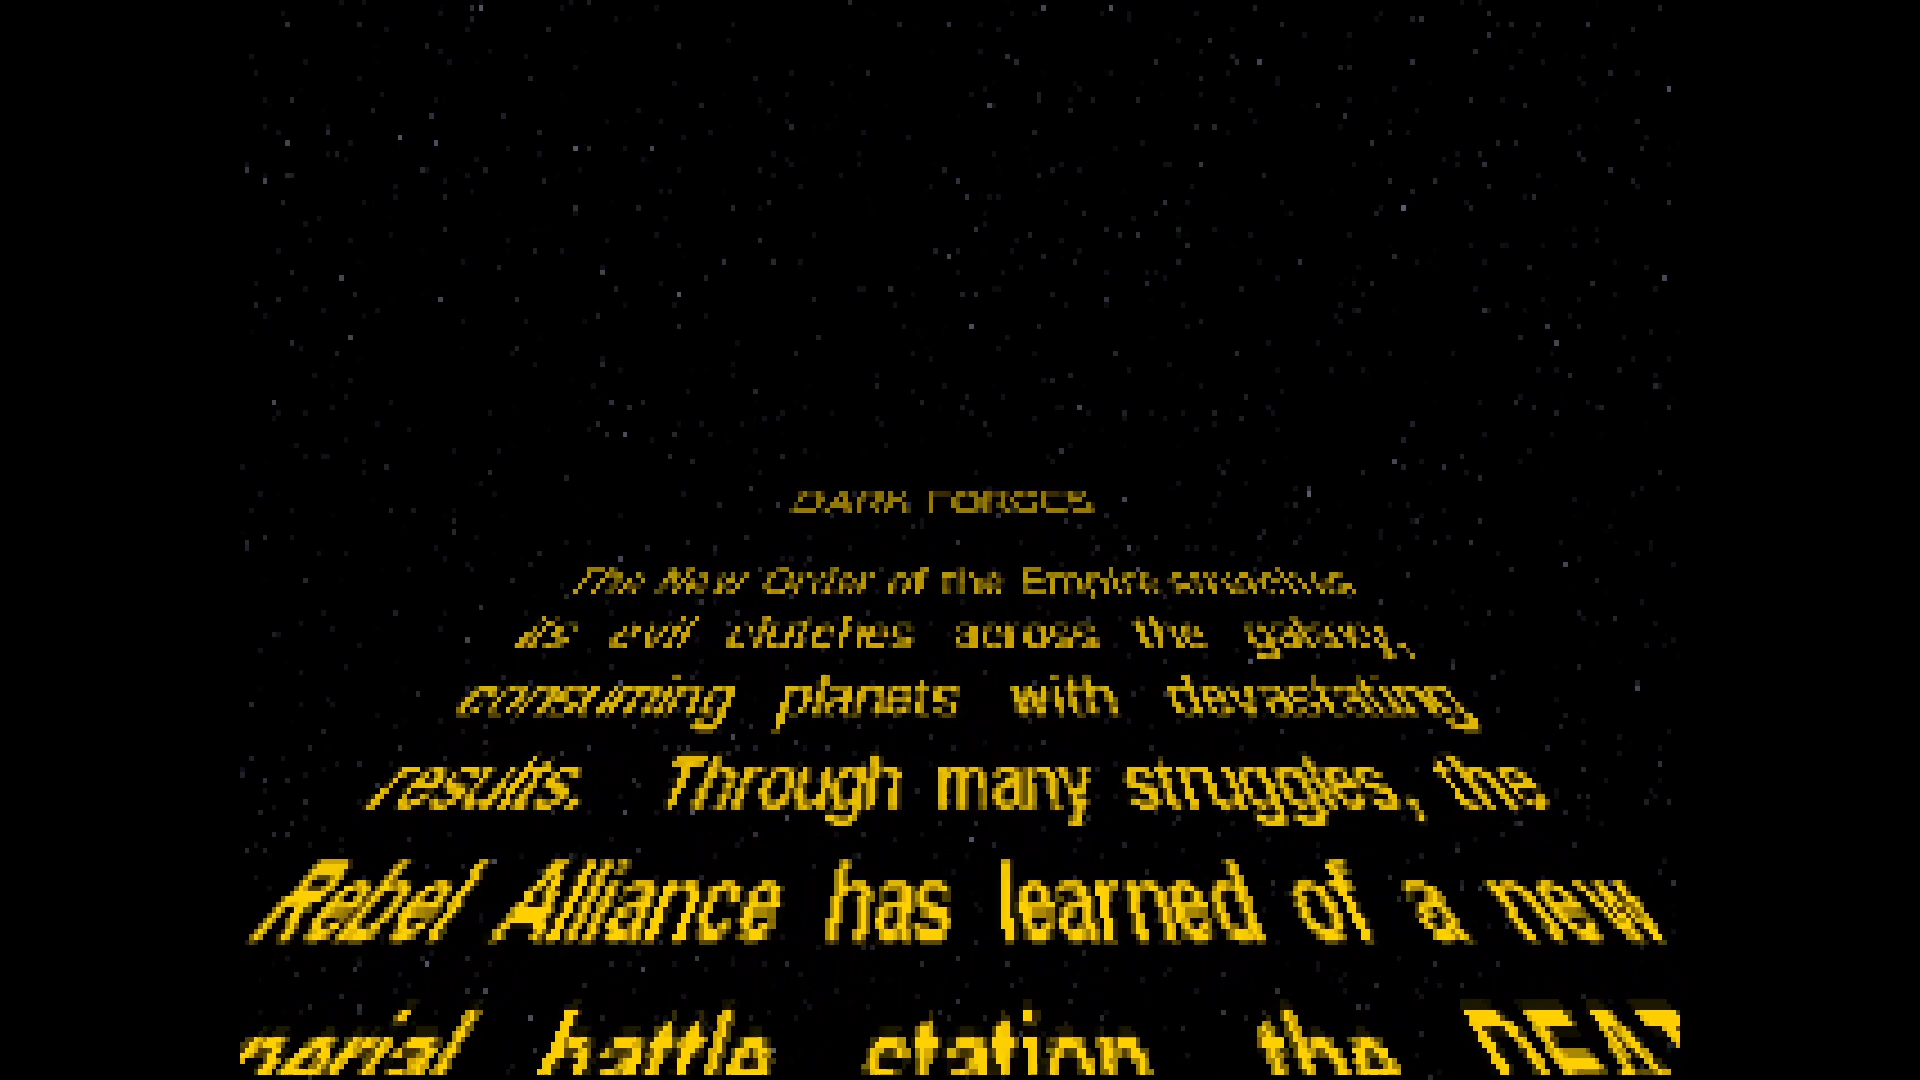 DARK FORCES
The New Order of the Empire
its evil clutches across the galaxy,
consuming planets with devastating
results. Through many struggles, the
Rebel Alliance has learned of a new
battle station, the